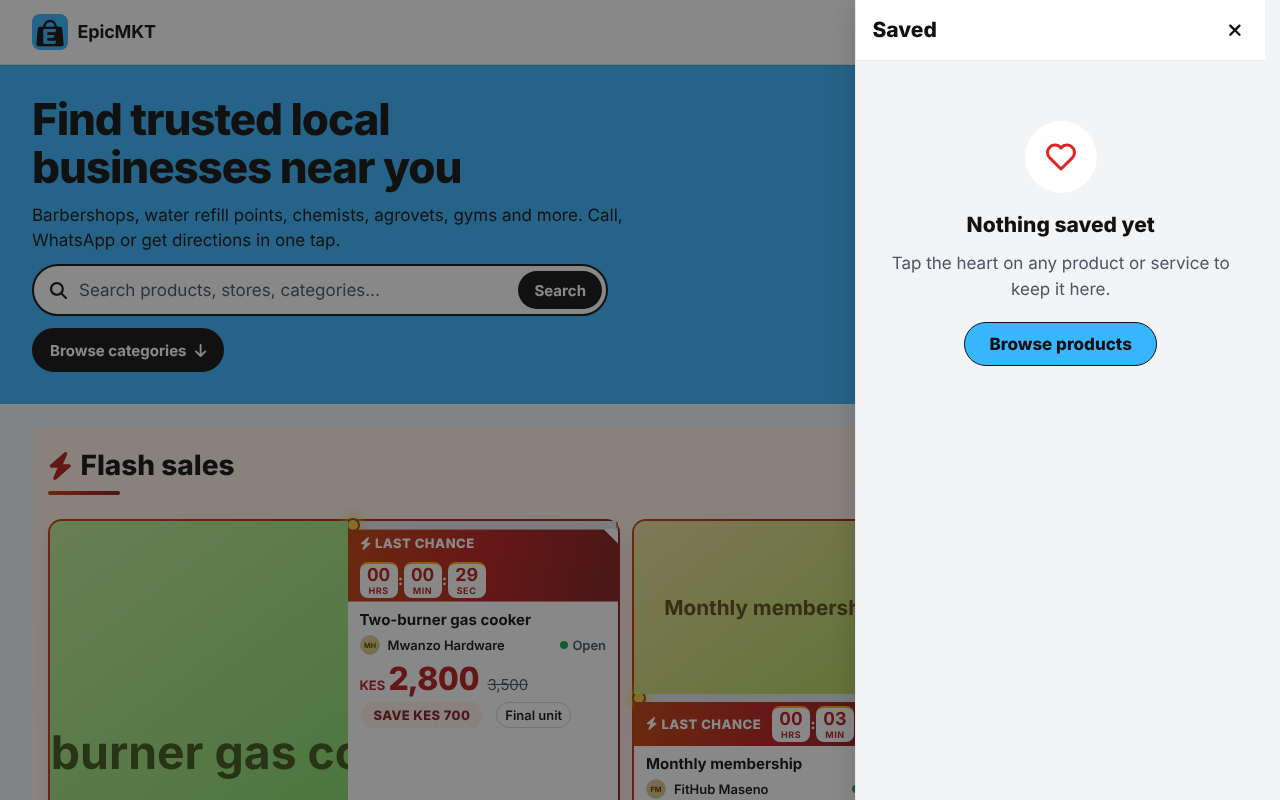 EpicMKT
Find trusted local
businesses near you
Barbershops, water refill points, chemists, agrovets, gyms and more. Call,
WhatsApp or get directions in one tap.
Search products, stores, categories...
Search
Browse categories ↓
Flash sales
burner gas co
LAST CHANCE
00 : 00 : 29
HRS MIN SEC
Two-burner gas cooker
MH Mwanzo Hardware Open
KES 2,800 3,500
SAVE KES 700 Final unit
Monthly membersh
LAST CHANCE
00 : 03
HRS MIN
Monthly membership
FM FitHub Maseno
Saved
Nothing saved yet
Tap the heart on any product or service to
keep it here.
Browse products